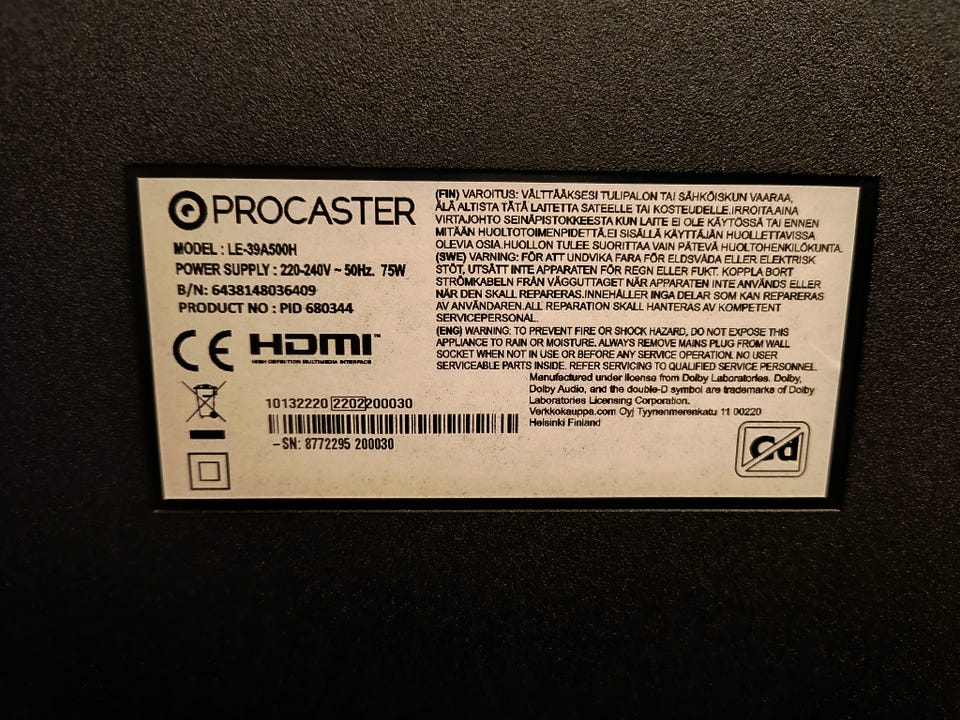 PROCASTER
MODEL : LE-39A500H
POWER SUPPLY : 220-240V ~ 50Hz. 75W
B/N: 6438148036409
PRODUCT NO : PID 680344
CE HDMI™
HIGH DEFINITION MULTIMEDIA INTERFACE
10132220 2202 200030
–SN: 8772295 200030
(FIN) VAROITUS: VÄLTTÄÄKSESI TULIPALON TAI SÄHKÖISKUN VAARAA,
ÄLÄ ALTISTA TÄTÄ LAITETTA SATEELLE TAI KOSTEUDELLE.IRROITA AINA
VIRTAJOHTO SEINÄPISTOKKEESTA KUN LAITE EI OLE KÄYTÖSSÄ TAI ENNEN
MITÄÄN HUOLTOTOIMENPIDETTÄ.EI SISÄLLÄ KÄYTTÄJÄN HUOLLETTAVISSA
OLEVIA OSIA.HUOLLON TULEE SUORITTAA VAIN PÄTEVÄ HUOLTOHENKILÖKUNTA.
(SWE) VARNING: FÖR ATT UNDVIKA FARA FÖR ELDSVÅDA ELLER ELEKTRISK
STÖT, UTSÄTT INTE APPARATEN FÖR REGN ELLER FUKT. KOPPLA BORT
STRÖMKABELN FRÅN VÄGGUTTAGET NÄR APPARATEN INTE ANVÄNDS ELLER
NÄR DEN SKALL REPARERAS.INNEHÅLLER INGA DELAR SOM KAN REPARERAS
AV ANVÄNDAREN.ALL REPARATION SKALL HANTERAS AV KOMPETENT
SERVICEPERSONAL.
(ENG) WARNING: TO PREVENT FIRE OR SHOCK HAZARD, DO NOT EXPOSE THIS
APPLIANCE TO RAIN OR MOISTURE. ALWAYS REMOVE MAINS PLUG FROM WALL
SOCKET WHEN NOT IN USE OR BEFORE ANY SERVICE OPERATION. NO USER
SERVICEABLE PARTS INSIDE. REFER SERVICING TO QUALIFIED SERVICE PERSONNEL.
Manufactured under license from Dolby Laboratories. Dolby,
Dolby Audio, and the double-D symbol are trademarks of Dolby
Laboratories Licensing Corporation.
Verkkokauppa.com Oyj Tyynenmerenkatu 11 00220
Helsinki Finland
Cd